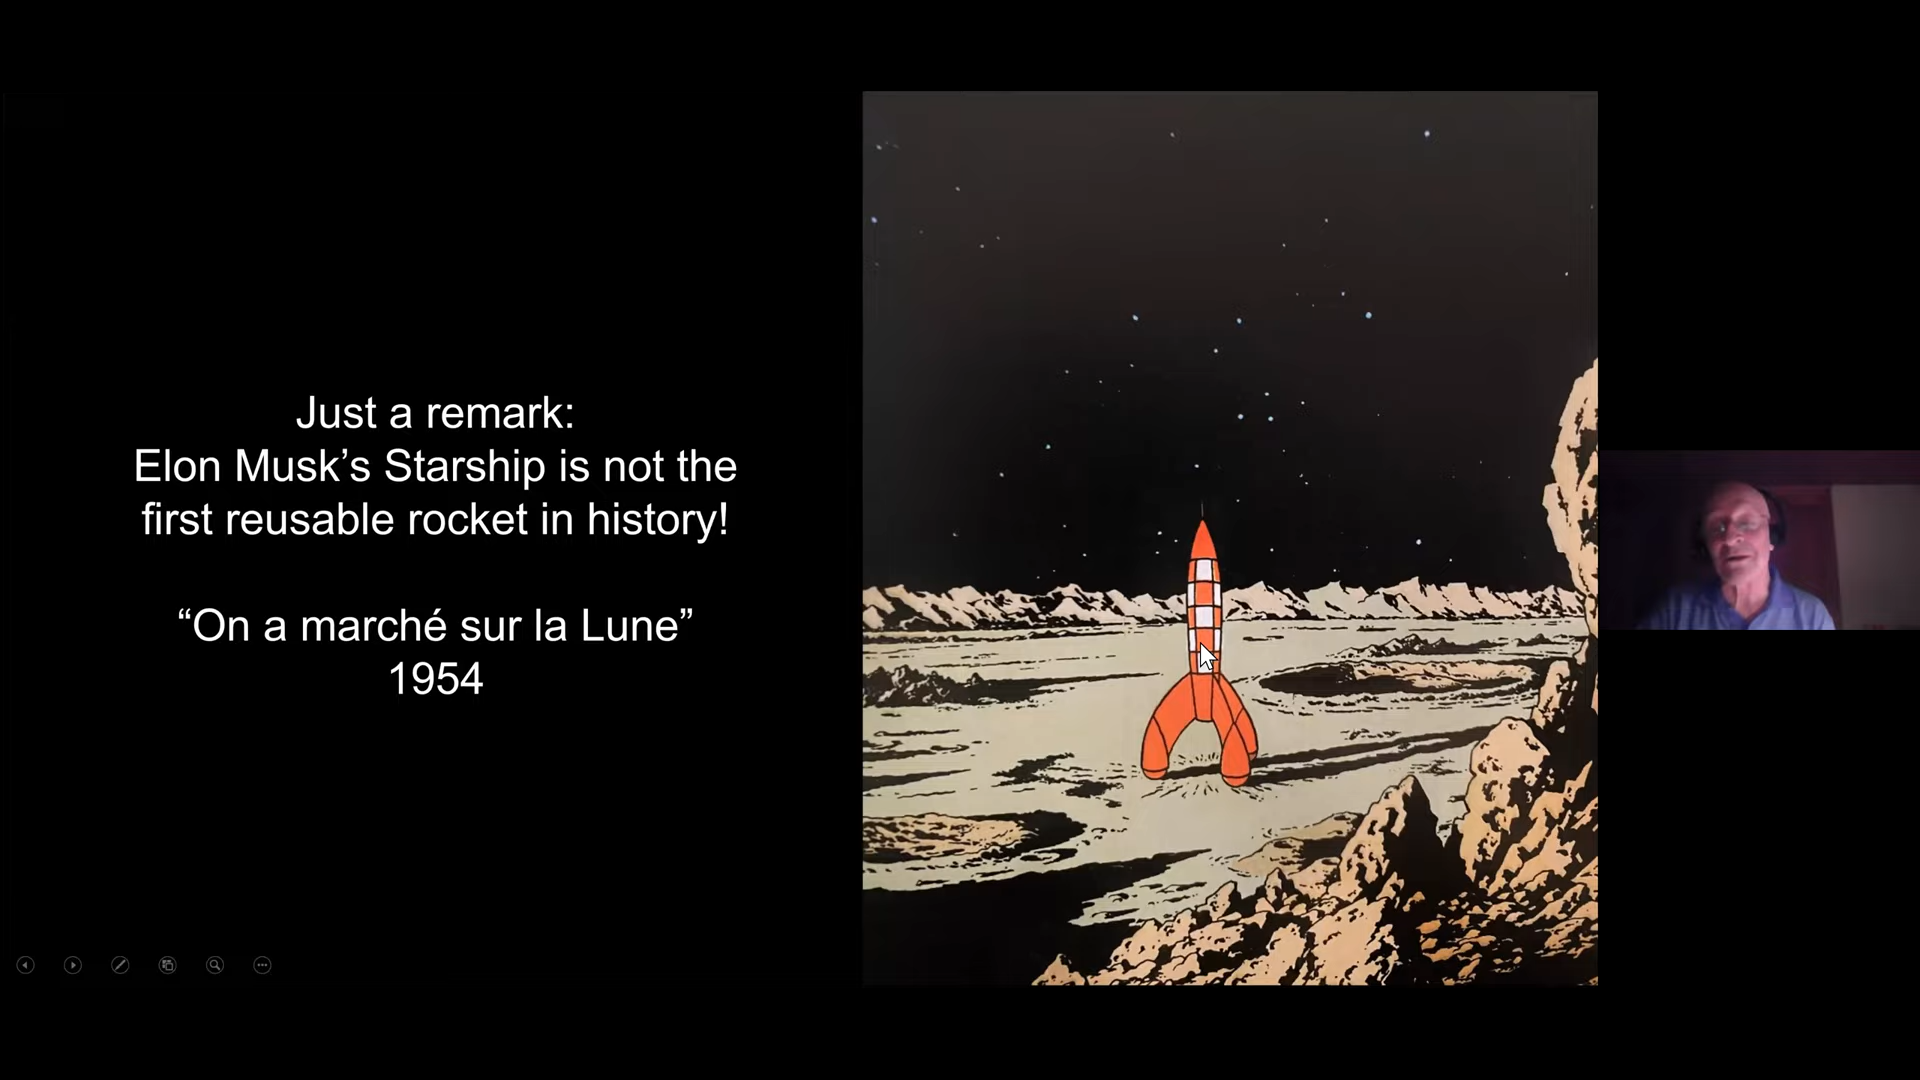 Just a remark:
Elon Musk’s Starship is not the
first reusable rocket in history!
“On a marché sur la Lune”
1954